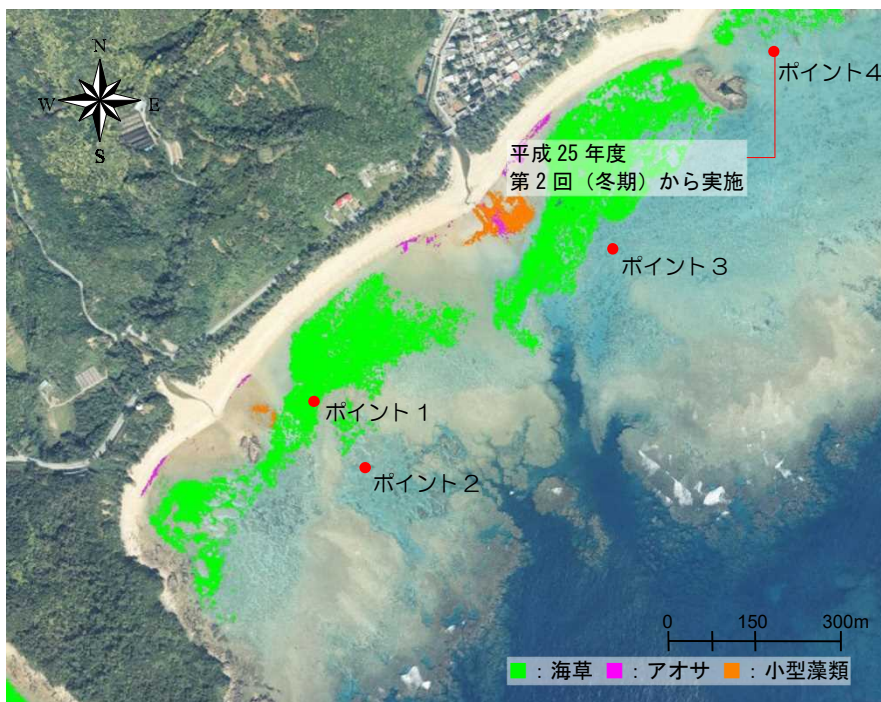 N
W E
S
ポイント4
平成 25 年度
第 2 回（冬期）から実施
ポイント3
ポイント1
ポイント2
0 150 300m
：海草 ：アオサ ：小型藻類